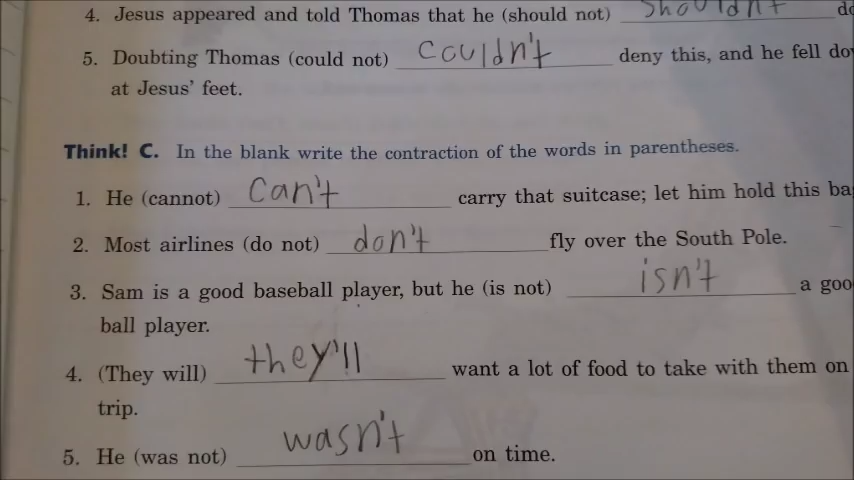 4. Jesus appeared and told Thomas that he (should not) shouldn't
5. Doubting Thomas (could not) couldn't deny this, and he fell
at Jesus' feet.
Think! C. In the blank write the contraction of the words in parentheses.
1. He (cannot) can't carry that suitcase; let him hold this
2. Most airlines (do not) don't fly over the South Pole.
3. Sam is a good baseball player, but he (is not) isn't a
ball player.
4. (They will) they'll want a lot of food to take with them on
trip.
5. He (was not) wasn't on time.